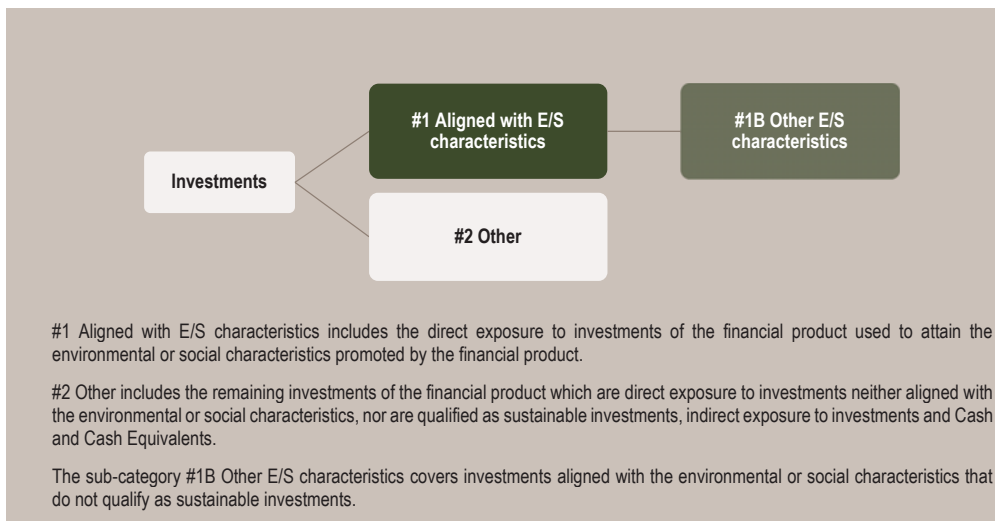 #1 Aligned with E/S
characteristics
#1B Other E/S
characteristics
Investments
#2 Other
#1 Aligned with E/S characteristics includes the direct exposure to investments of the financial product used to attain the
environmental or social characteristics promoted by the financial product.
#2 Other includes the remaining investments of the financial product which are direct exposure to investments neither aligned with
the environmental or social characteristics, nor are qualified as sustainable investments, indirect exposure to investments and Cash
and Cash Equivalents.
The sub-category #1B Other E/S characteristics covers investments aligned with the environmental or social characteristics that
do not qualify as sustainable investments.